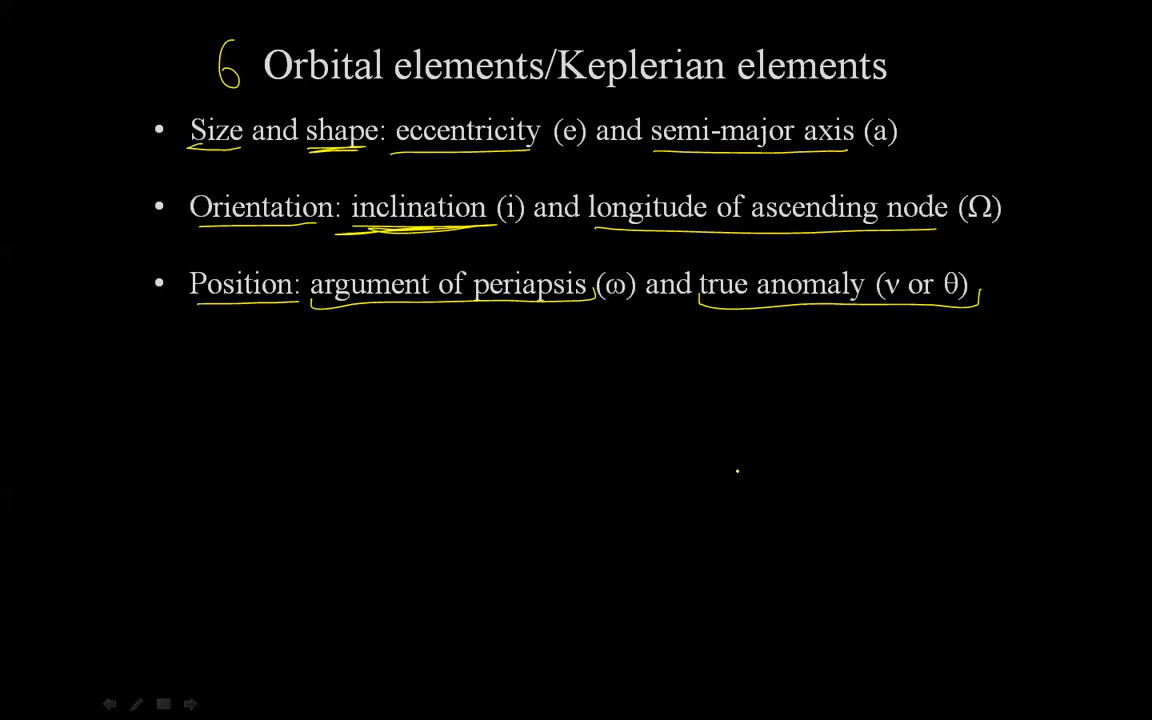 6 Orbital elements/Keplerian elements
• Size and shape: eccentricity (e) and semi-major axis (a)
• Orientation: inclination (i) and longitude of ascending node (Ω)
• Position: argument of periapsis (ω) and true anomaly (ν or θ)